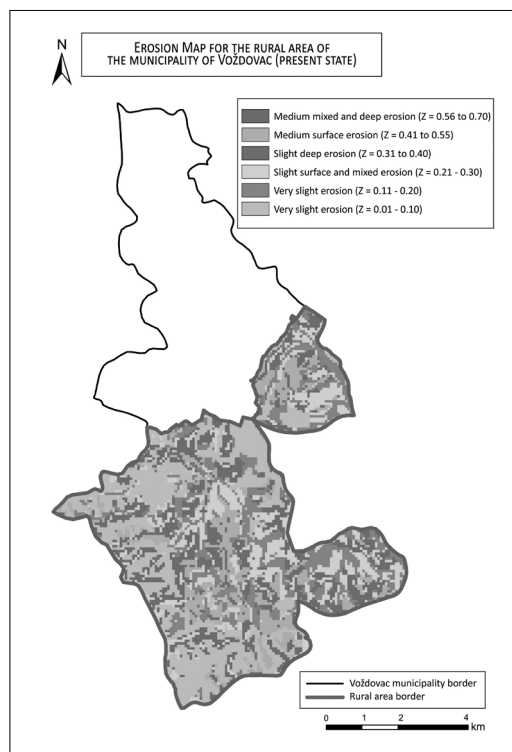 N
EROSION MAP FOR THE RURAL AREA OF
THE MUNICIPALITY OF VOŽDOVAC (PRESENT STATE)
Medium mixed and deep erosion (Z = 0.56 to 0.70)
Medium surface erosion (Z = 0.41 to 0.55)
Slight deep erosion (Z = 0.31 to 0.40)
Slight surface and mixed erosion (Z = 0.21 - 0.30)
Very slight erosion (Z = 0.11 - 0.20)
Very slight erosion (Z = 0.01 - 0.10)
Voždovac municipality border
Rural area border
0 1 2 4
km